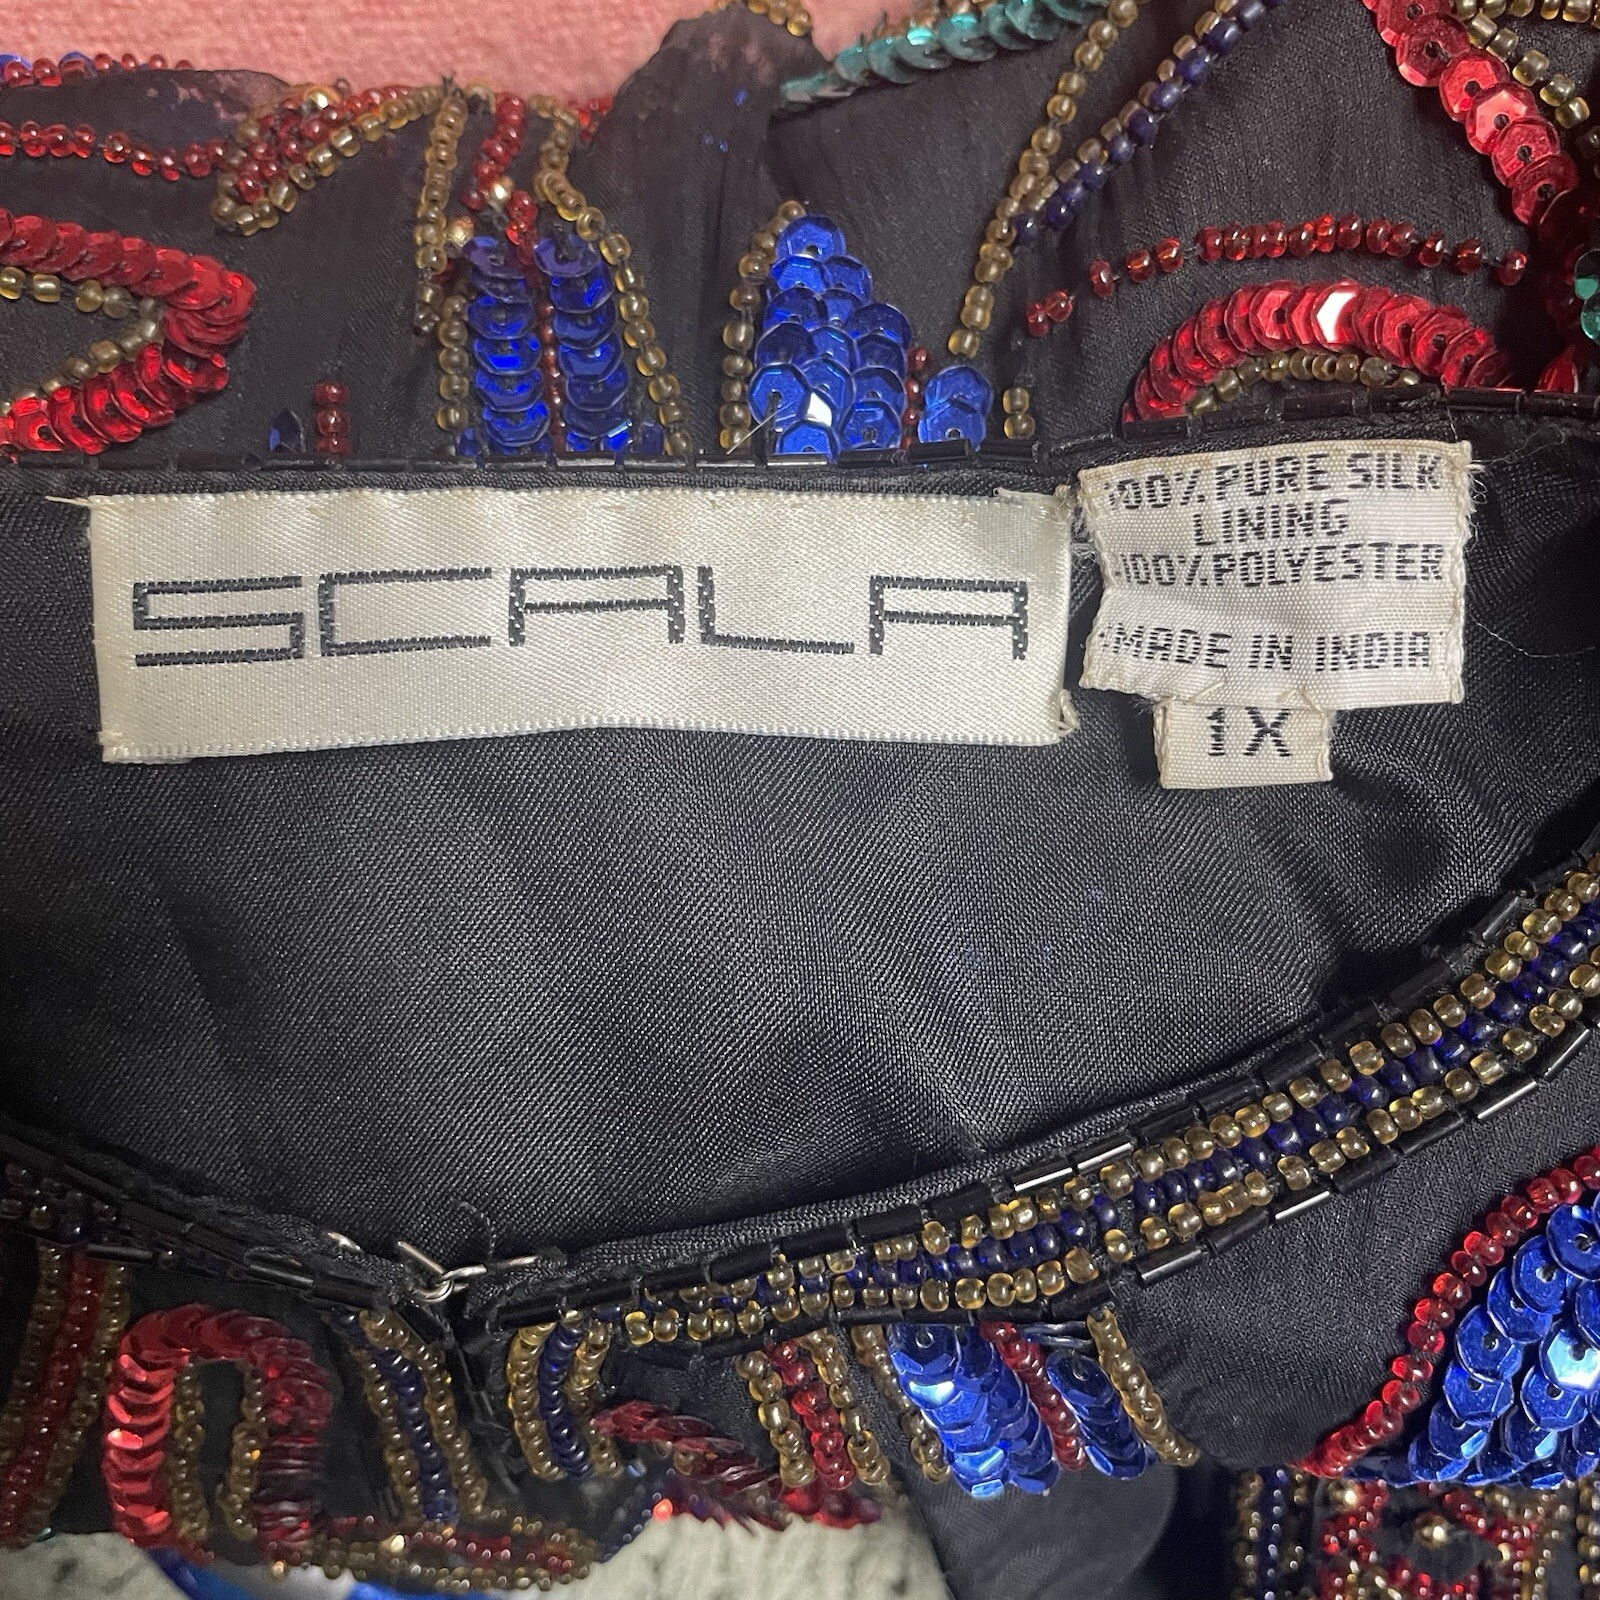 SCALA
100% PURE SILK
LINING
100% POLYESTER
MADE IN INDIA
1X